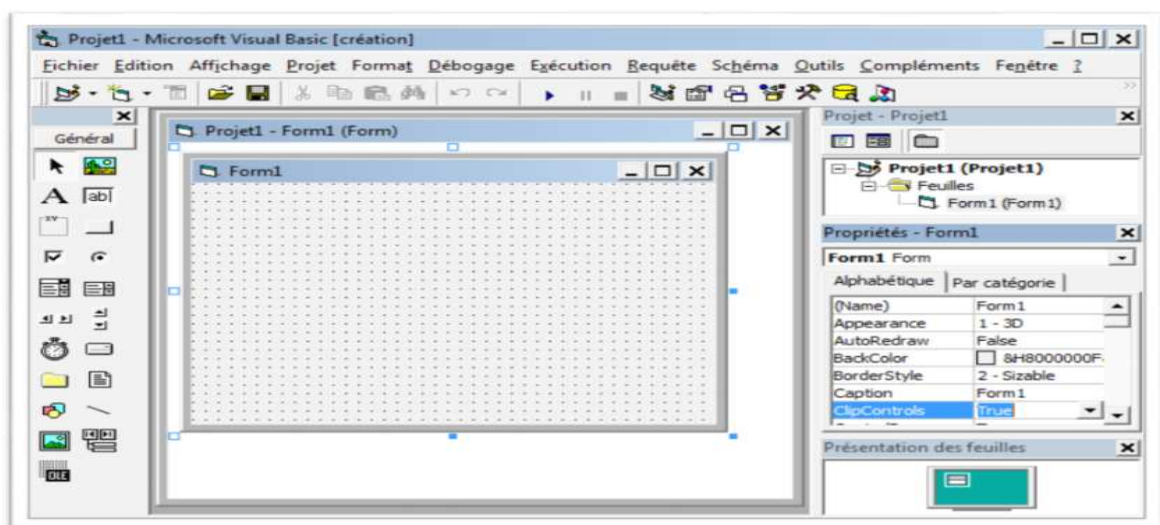 Projet1 - Microsoft Visual Basic [création]
Fichier Edition Affichage Projet Format Débogage Exécution Requête Schéma Outils Compléments Fenêtre ?
Général
A
ab|
XV
OLE
Projet1 - Form1 (Form)
Form1
Projet - Projet1
Projet1 (Projet1)
Feuilles
Form1 (Form1)
Propriétés - Form1
Form1 Form
Alphabétique Par catégorie
(Name) Form1
Appearance 1 - 3D
AutoRedraw False
BackColor &H8000000F
BorderStyle 2 - Sizable
Caption Form1
ClipControls True
Présentation des feuilles